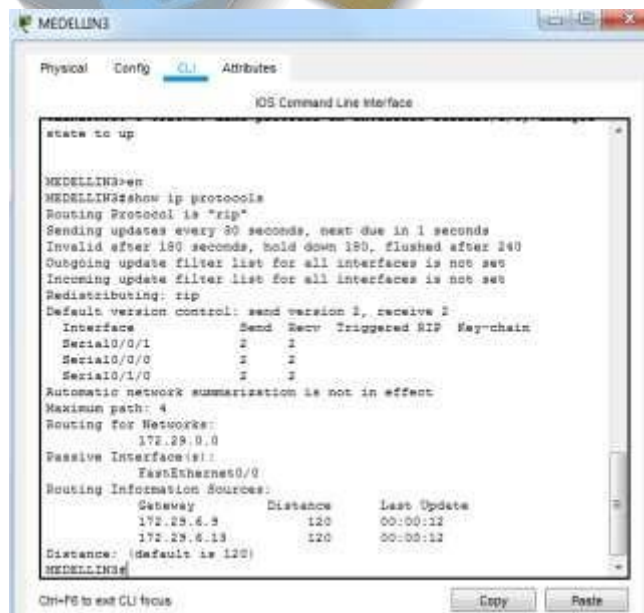 MEDELLIN3
Physical Config CLI Attributes
IOS Command Line Interface
state to up
MEDELLIN3>en
MEDELLIN3#show ip protocols
Routing Protocol is "rip"
Sending updates every 30 seconds, next due in 1 seconds
Invalid after 180 seconds, hold down 180, flushed after 240
Outgoing update filter list for all interfaces is not set
Incoming update filter list for all interfaces is not set
Redistributing: rip
Default version control: send version 2, receive 2
Interface Send Recv Triggered RIP Key-chain
Serial0/0/1 2 2
Serial0/0/0 2 2
Serial0/1/0 2 2
Automatic network summarization is not in effect
Maximum path: 4
Routing for Networks:
172.29.0.0
Passive Interface(s):
FastEthernet0/0
Routing Information Sources:
Gateway Distance Last Update
172.29.6.9 120 00:00:12
172.29.6.13 120 00:00:12
Distance: (default is 120)
MEDELLIN3#
Ctrl+F6 to exit CLI focus
Copy Paste